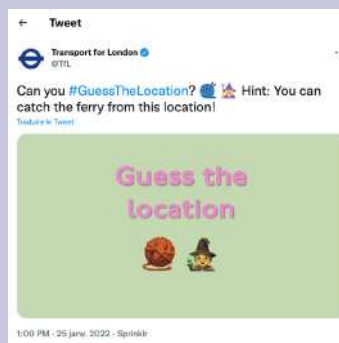 ← Tweet
Transport for London
@TfL
Can you #GuessTheLocation? 🧶 🧙‍♀️ Hint: You can
catch the ferry from this location!
Traduire le Tweet
Guess the
location
🧶 🧙‍♀️
1:00 PM · 25 janv. 2022 · Sprinklr